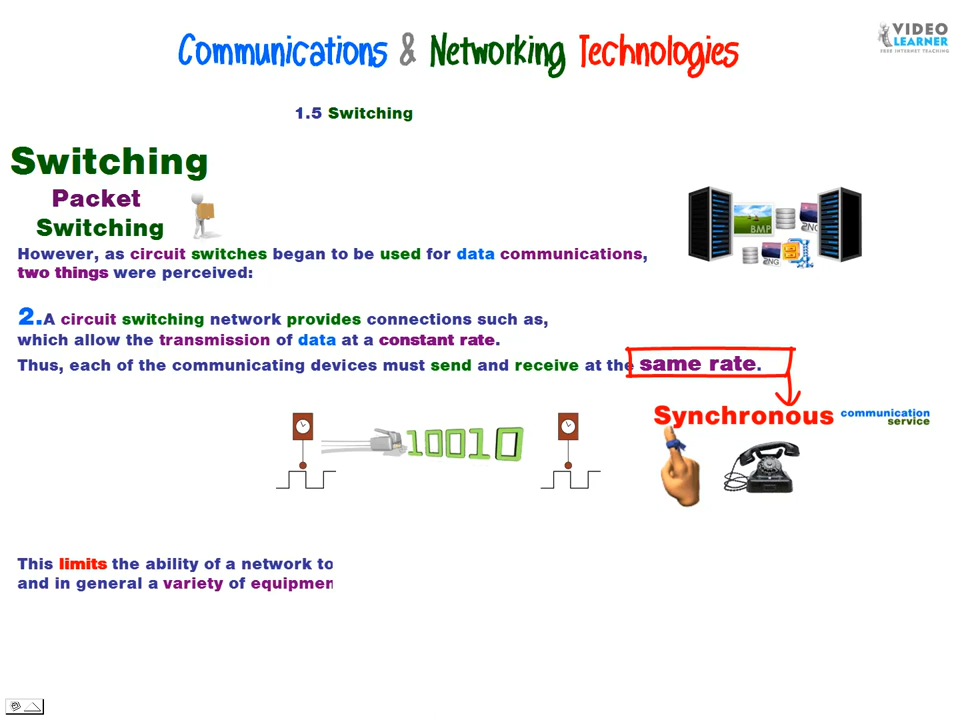 Communications & Networking Technologies
VIDEO
LEARNER
FREE INTERNET TEACHING
1.5 Switching
Switching
Packet
Switching
However, as circuit switches began to be used for data communications,
two things were perceived:
BMP
2.A circuit switching network provides connections such as,
which allow the transmission of data at a constant rate.
Thus, each of the communicating devices must send and receive at the same rate.
Synchronous communication
service
10010
This limits the ability of a network to
and in general a variety of